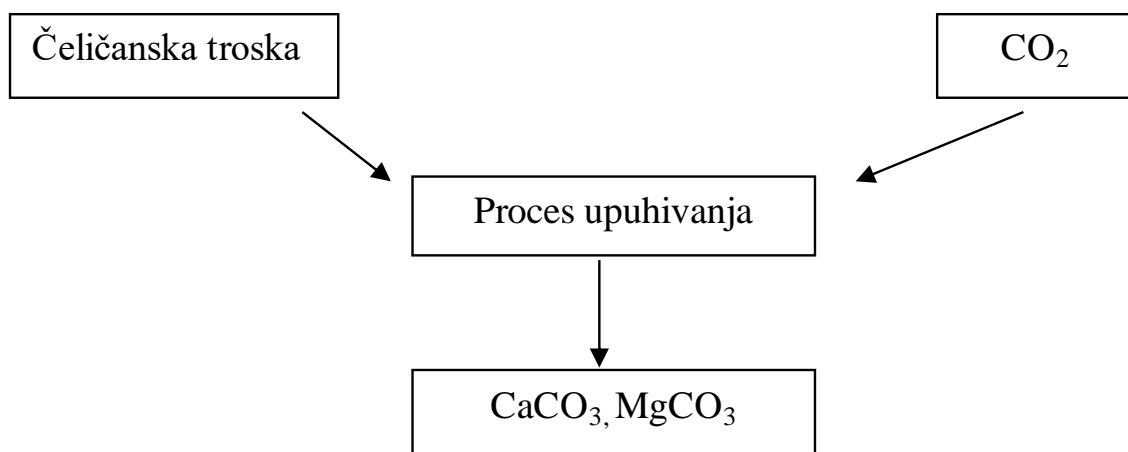 Čeličanska troska
CO₂
Proces upuhivanja
CaCO₃, MgCO₃